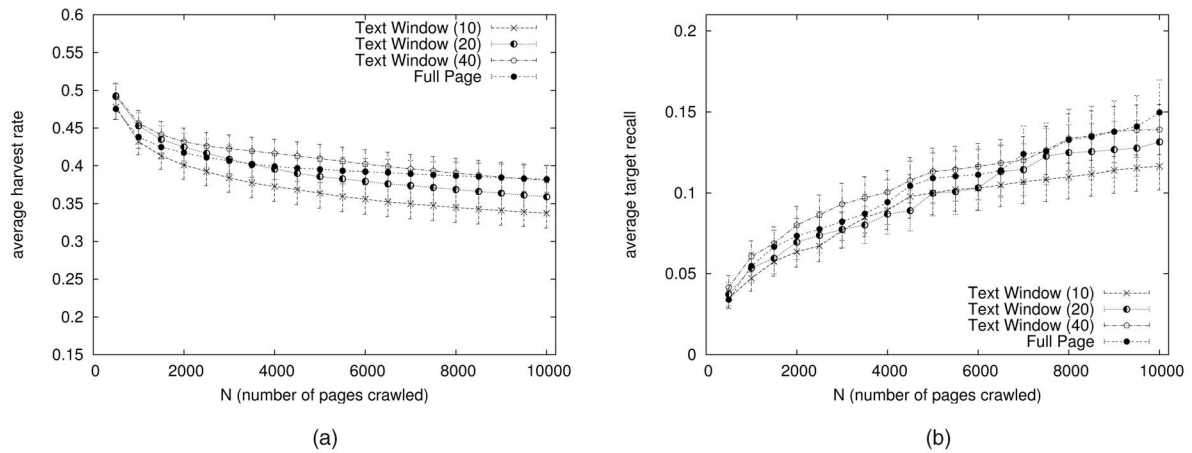 0.6
0.55
0.5
0.45
0.4
0.35
0.3
0.25
0.2
0.15
average harvest rate
Text Window (10)
Text Window (20)
Text Window (40)
Full Page
0 2000 4000 6000 8000 10000
N (number of pages crawled)
(a)
0.2
0.15
0.1
0.05
0
average target recall
Text Window (10)
Text Window (20)
Text Window (40)
Full Page
0 2000 4000 6000 8000 10000
N (number of pages crawled)
(b)